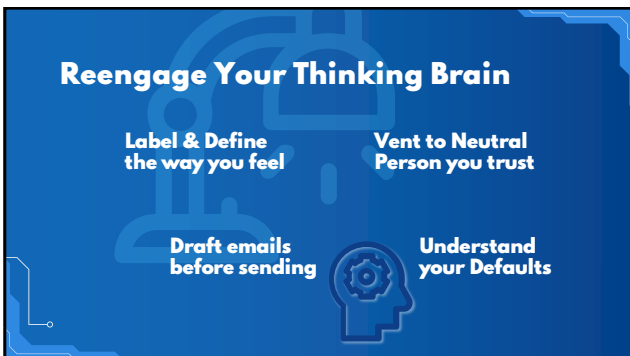 Reengage Your Thinking Brain
Label & Define
the way you feel
Vent to Neutral
Person you trust
Draft emails
before sending
Understand
your Defaults